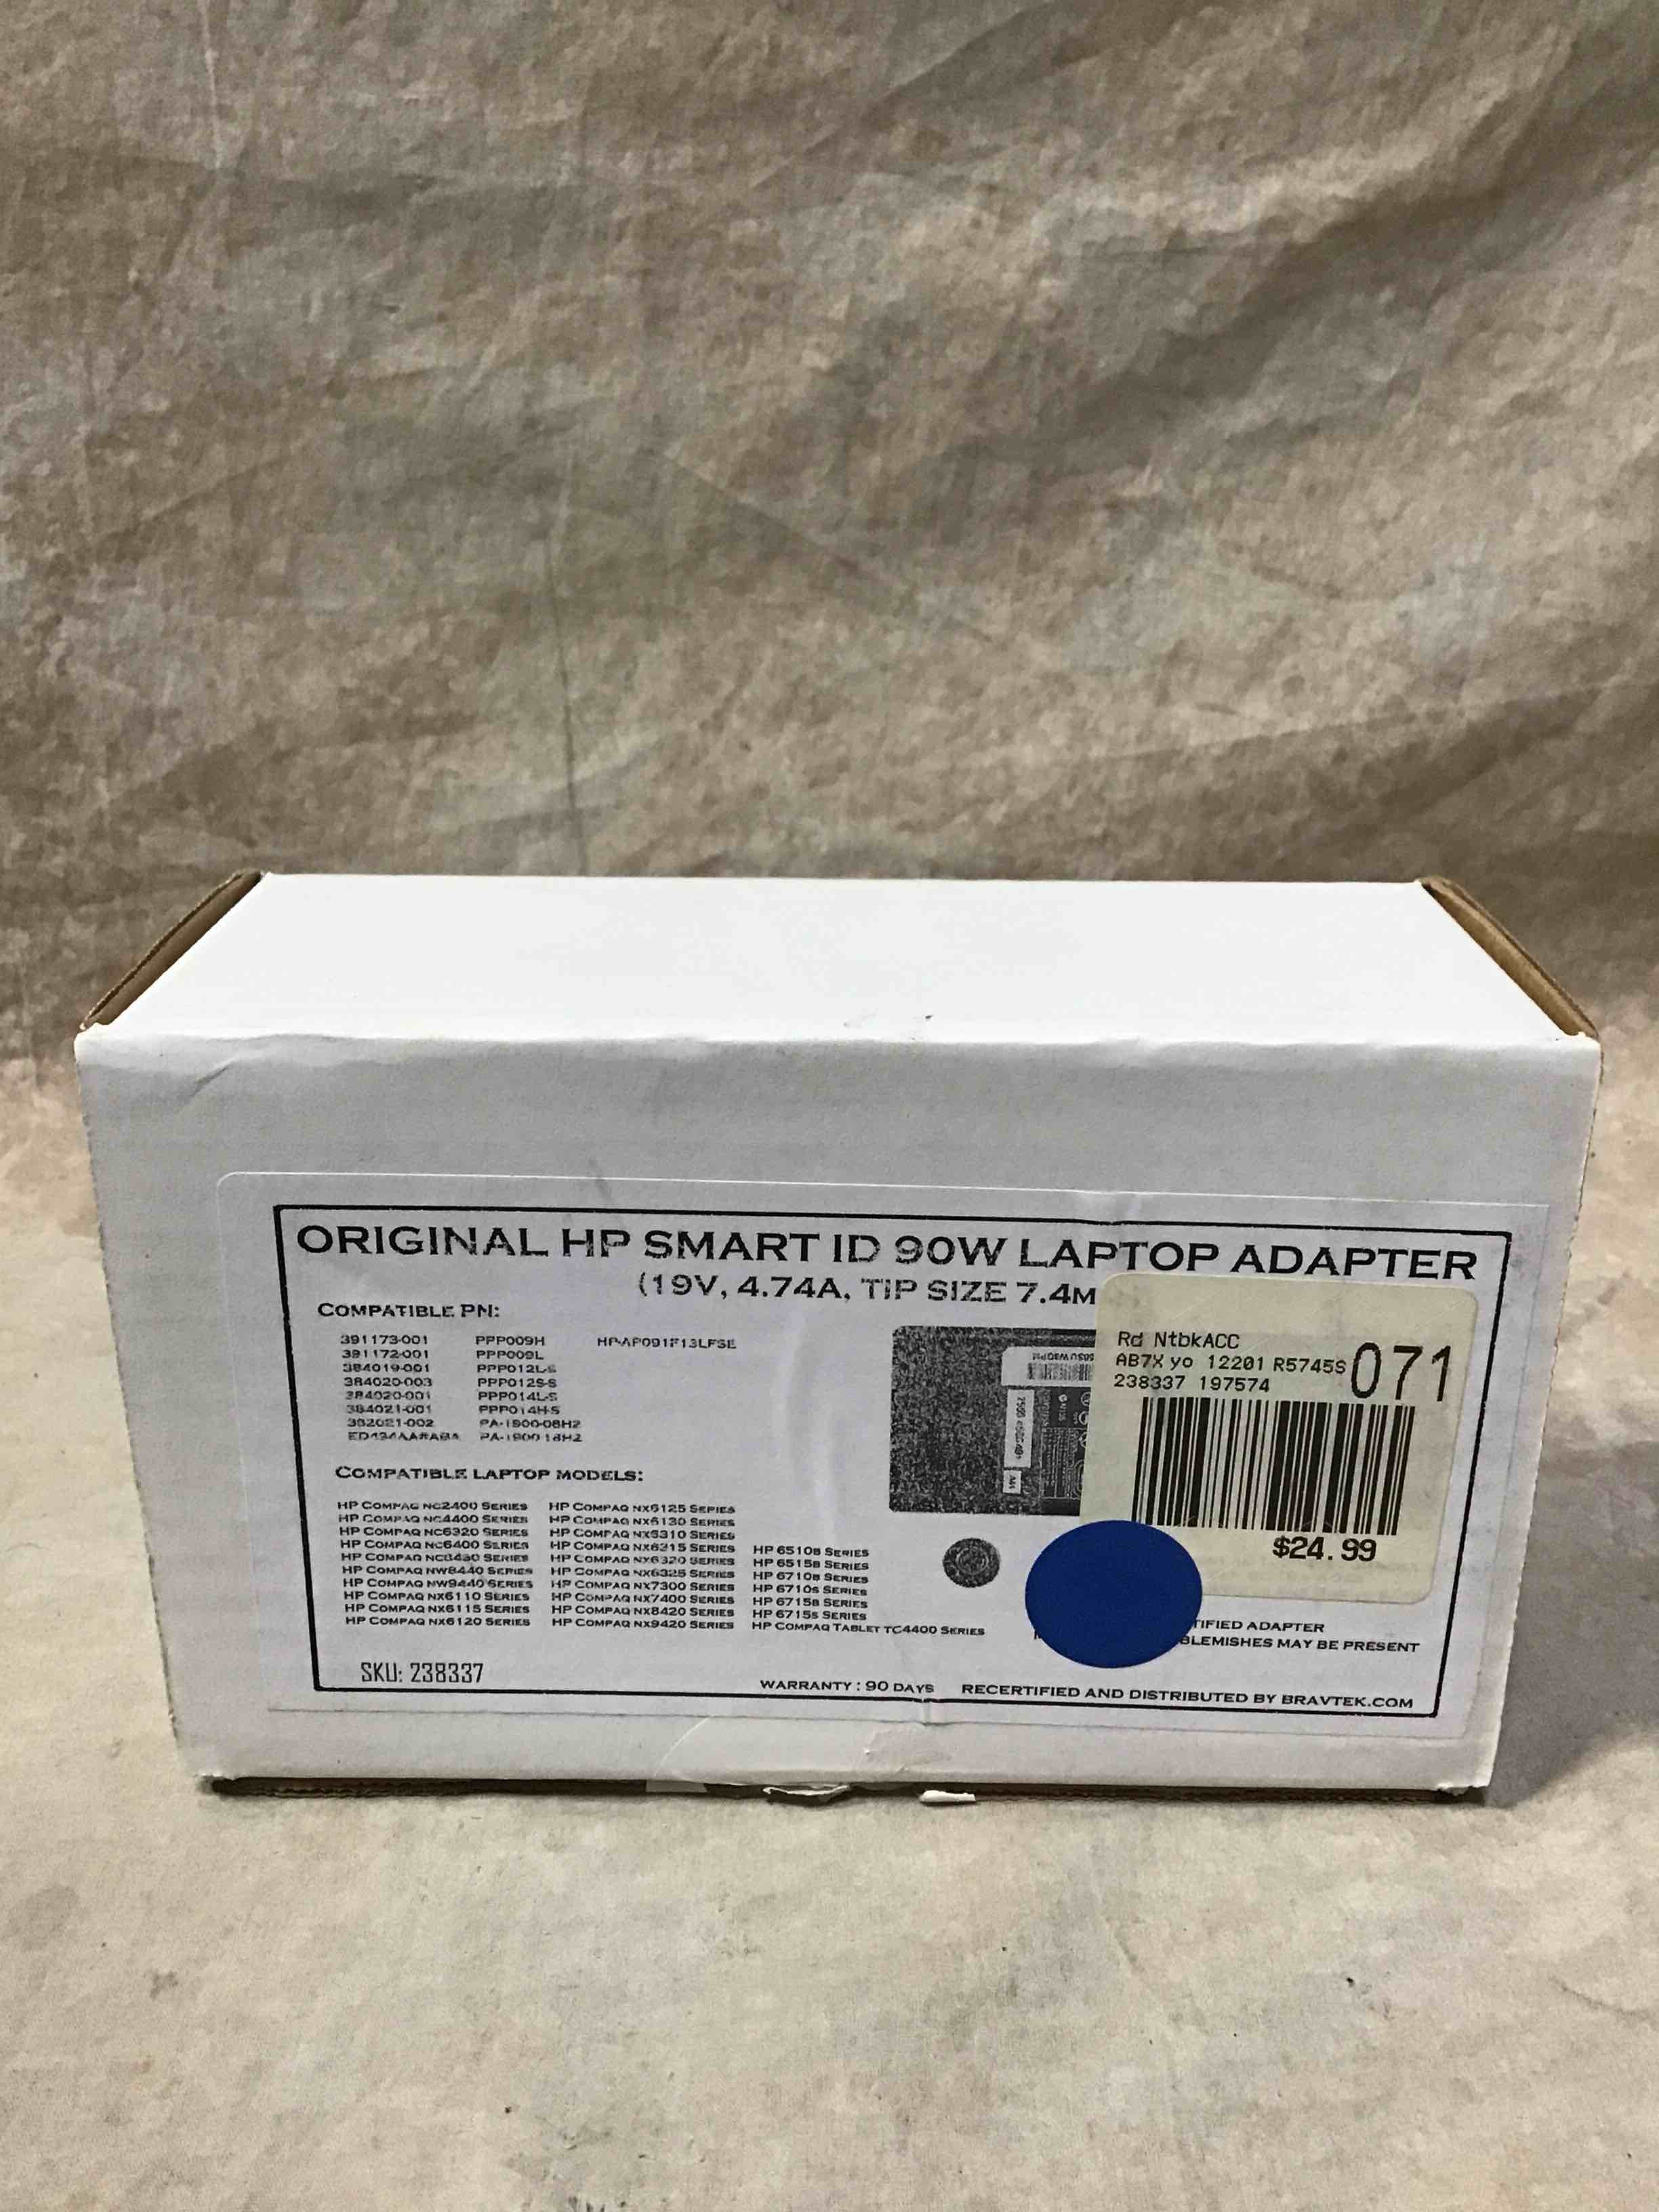 ORIGINAL HP SMART ID 90W LAPTOP ADAPTER
(19V, 4.74A, TIP SIZE 7.4M
COMPATIBLE PN:
391173-001 PPP009H HP-AP091F13LFSE
391172-001 PPP009L
384019-001 PPP012L-S
384020-003 PPP012S-S
384020-001 PPP014L-S
384021-001 PPP014H-S
382021-002 PA-1900-08H2
ED494AA#ABA PA-1900-18H2
COMPATIBLE LAPTOP MODELS:
HP COMPAQ NC2400 SERIES HP COMPAQ NX6125 SERIES
HP COMPAQ NC4400 SERIES HP COMPAQ NX6130 SERIES
HP COMPAQ NC6320 SERIES HP COMPAQ NX6310 SERIES
HP COMPAQ NC6400 SERIES HP COMPAQ NX6315 SERIES HP 6510B SERIES
HP COMPAQ NC8430 SERIES HP COMPAQ NX6320 SERIES HP 6515B SERIES
HP COMPAQ NW8440 SERIES HP COMPAQ NX6325 SERIES HP 6710B SERIES
HP COMPAQ NW9440 SERIES HP COMPAQ NX7300 SERIES HP 6710S SERIES
HP COMPAQ NX6110 SERIES HP COMPAQ NX7400 SERIES HP 6715B SERIES
HP COMPAQ NX6115 SERIES HP COMPAQ NX8420 SERIES HP 6715S SERIES
HP COMPAQ NX6120 SERIES HP COMPAQ NX9420 SERIES HP COMPAQ TABLET TC4400 SERIES
Rd NtbkACC
AB7X yo 12201 R5745S 071
238337 197574
$24.99
TIFIED ADAPTER
BLEMISHES MAY BE PRESENT
SKU: 238337
WARRANTY: 90 DAYS RECERTIFIED AND DISTRIBUTED BY BRAVTEK.COM